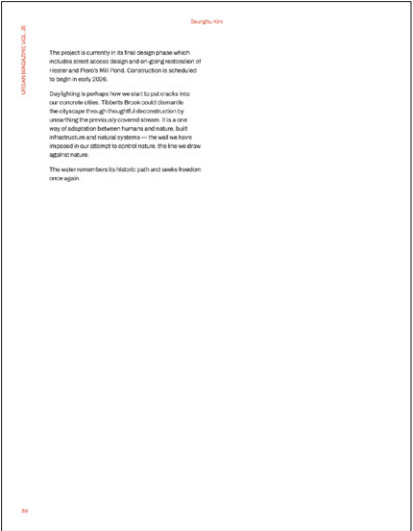 Seunghu Kim
URBAN MAGAZINE VOL. 35
The project is currently in its final design phase which
includes street access design and on-going restoration of
Hester and Piero's Mill Pond. Construction is scheduled
to begin in early 2026.
Daylighting is perhaps how we start to put cracks into
our concrete cities. Tibbetts Brook could dismantle
the cityscape through thoughtful deconstruction by
unearthing the previously covered stream. It is a one
way of adaptation between humans and nature, built
infrastructure and natural systems — the wall we have
imposed in our attempt to control nature, the line we draw
against nature.
The water remembers its historic path and seeks freedom
once again.
59